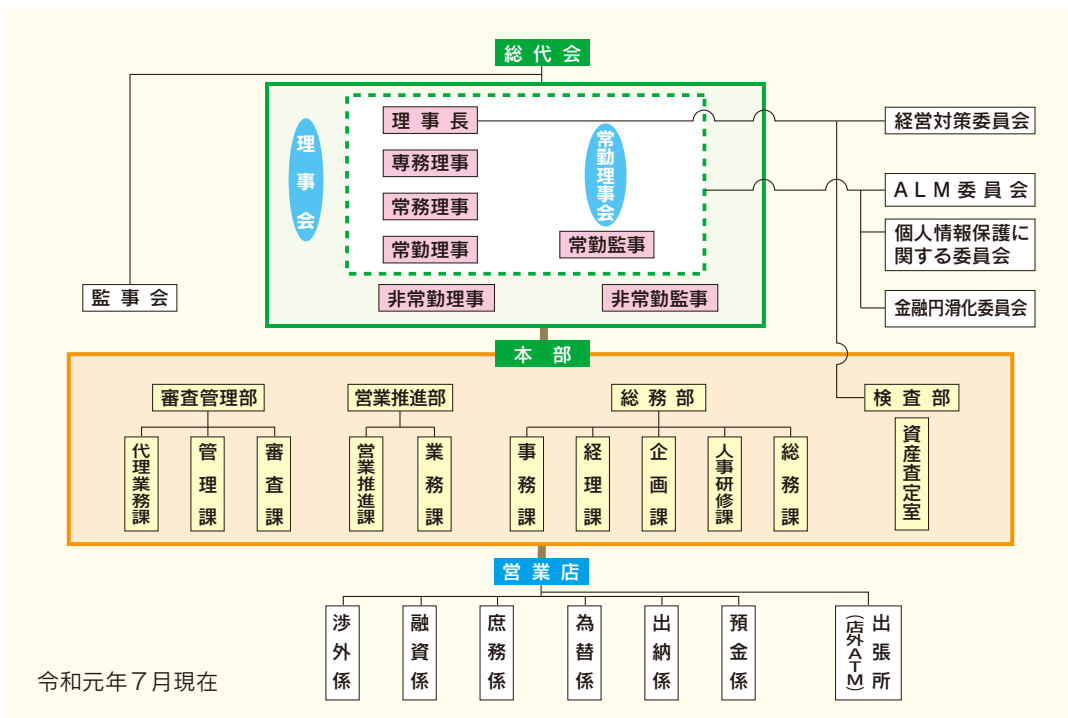 総代会
理事会
理事長
専務理事
常務理事
常勤理事
常勤理事会
常勤監事
非常勤理事
非常勤監事
監事会
経営対策委員会
ALM委員会
個人情報保護に
関する委員会
金融円滑化委員会
本部
審査管理部
営業推進部
総務部
検査部
代理業務課
管理課
審査課
営業推進課
業務課
事務課
経理課
企画課
人事研修課
総務課
資産査定室
営業店
渉外係
融資係
庶務係
為替係
出納係
預金係
出張所
(店外ATM)
令和元年7月現在